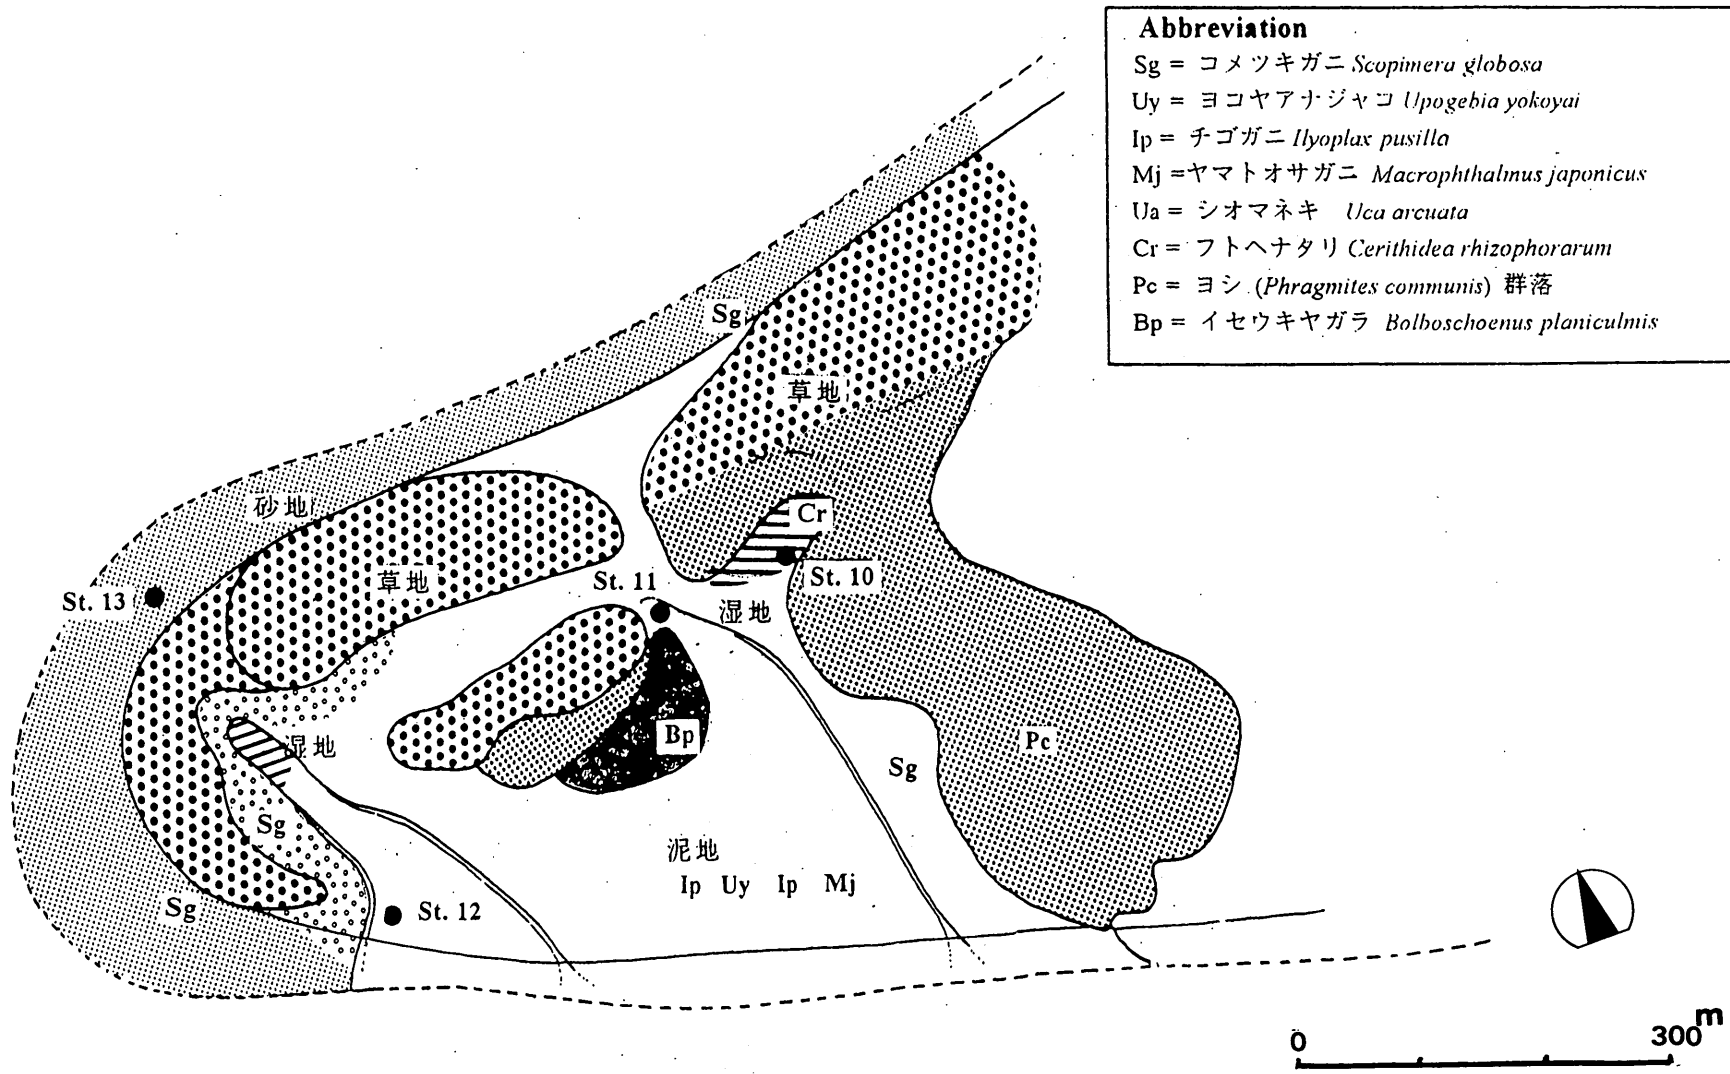 Abbreviation
Sg = コメツキガニ Scopimera globosa
Uy = ヨコヤアナジャコ Upogebia yokoyai
Ip = チゴガニ Ilyoplax pusilla
Mj =ヤマトオサガニ Macrophthalmus japonicus
Ua = シオマネキ Uca arcuata
Cr = フトヘナタリ Cerithidea rhizophorarum
Pc = ヨシ (Phragmites communis) 群落
Bp = イセウキヤガラ Bolboschoenus planiculmis
Sg
草地
砂地
Cr
草地
St. 11
St. 10
St. 13
湿地
湿地
Bp
Pc
Sg
Sg
泥地
Ip Uy Ip Mj
Sg
St. 12
0
300 m